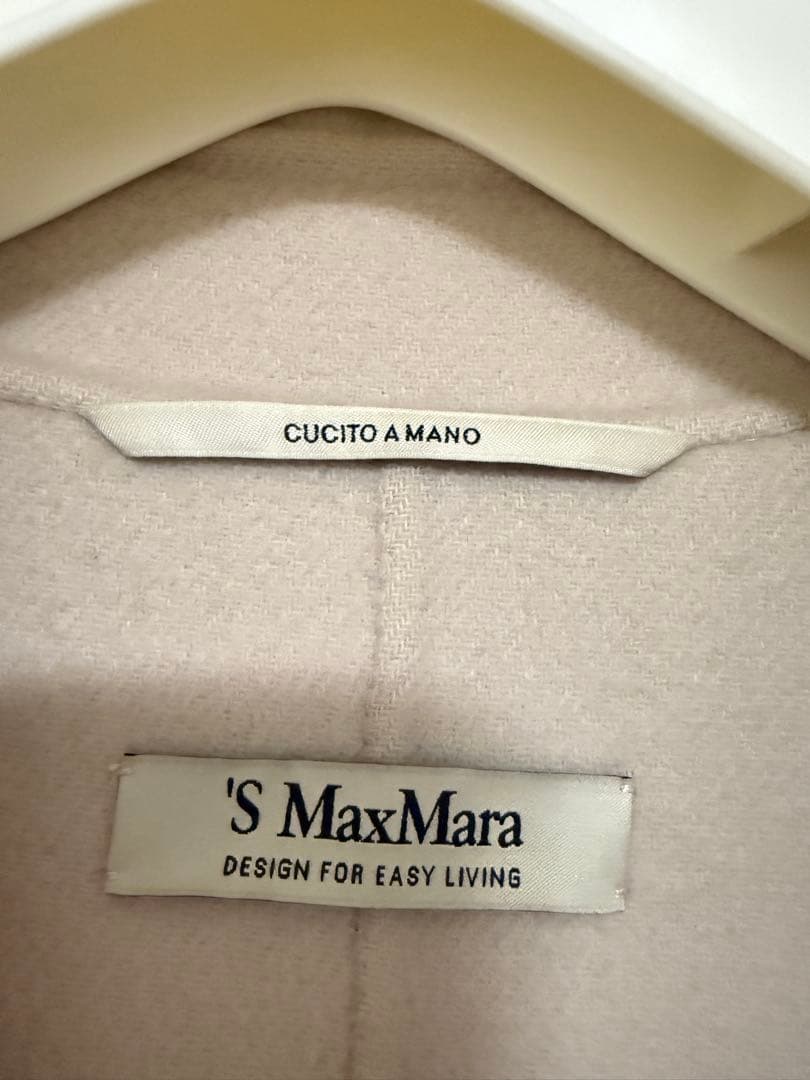 CUCITO A MANO
'S MaxMara
DESIGN FOR EASY LIVING